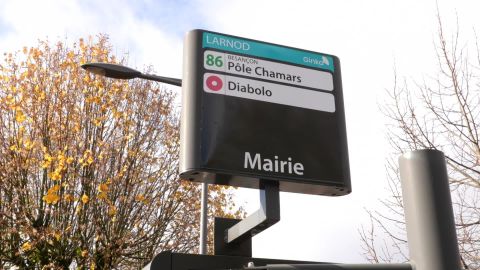 LARNOD
Ginko
86 BESANÇON
Pôle Chamars
Diabolo
Mairie